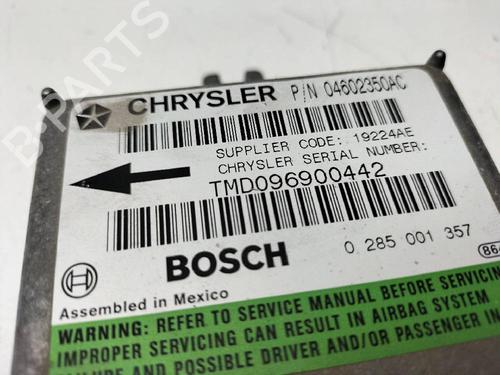 CHRYSLER P/N 04602350AC
SUPPLIER CODE: 19224AE
CHRYSLER SERIAL NUMBER:
TMD096900442
BOSCH 0 285 001 357
Assembled in Mexico
WARNING: REFER TO SERVICE MANUAL BEFORE SERVICIN
IMPROPER SERVICING CAN RESULT IN AIRBAG SYSTEM
AND POSSIBLE DRIVER AND/OR PASSENGER IN
B-PARTS